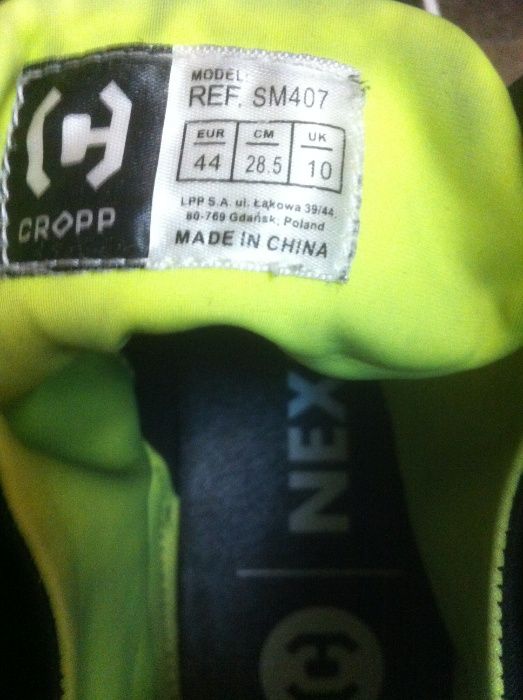 MODEL:
REF. SM407
EUR CM UK
44 28.5 10
LPP S.A. ul. Łąkowa 39/44
80-769 Gdańsk, Poland
MADE IN CHINA
CROPP
NEX